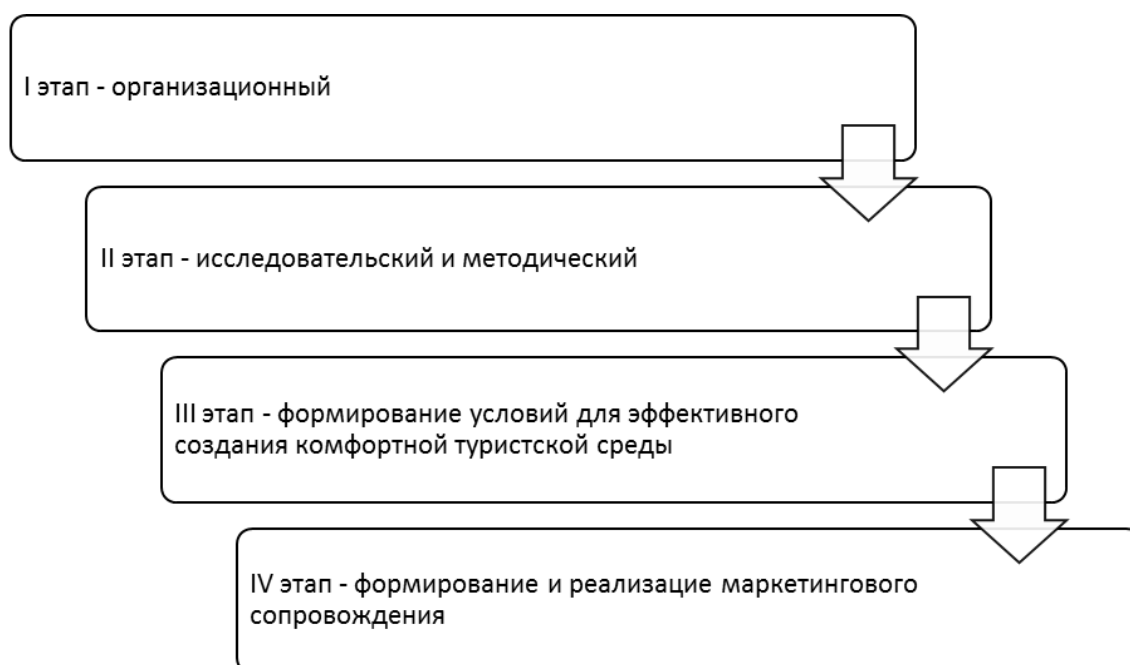 I этап - организационный
II этап - исследовательский и методический
III этап - формирование условий для эффективного
создания комфортной туристской среды
IV этап - формирование и реализацие маркетингового
сопровождения